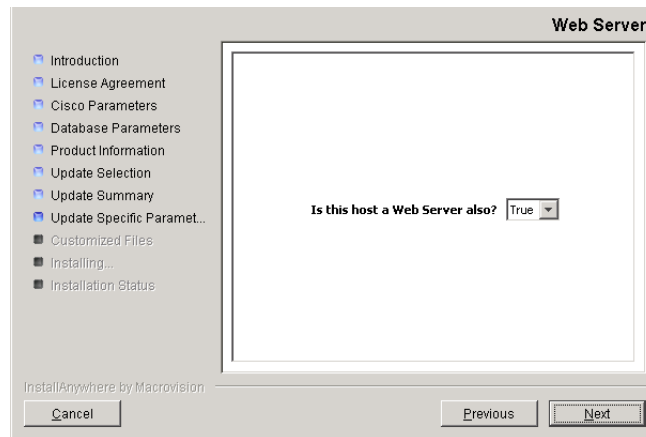 Web Server
Introduction
License Agreement
Cisco Parameters
Database Parameters
Product Information
Update Selection
Update Summary
Update Specific Paramet...
Customized Files
Installing...
Installation Status
Is this host a Web Server also? True
InstallAnywhere by Macrovision
Cancel Previous Next